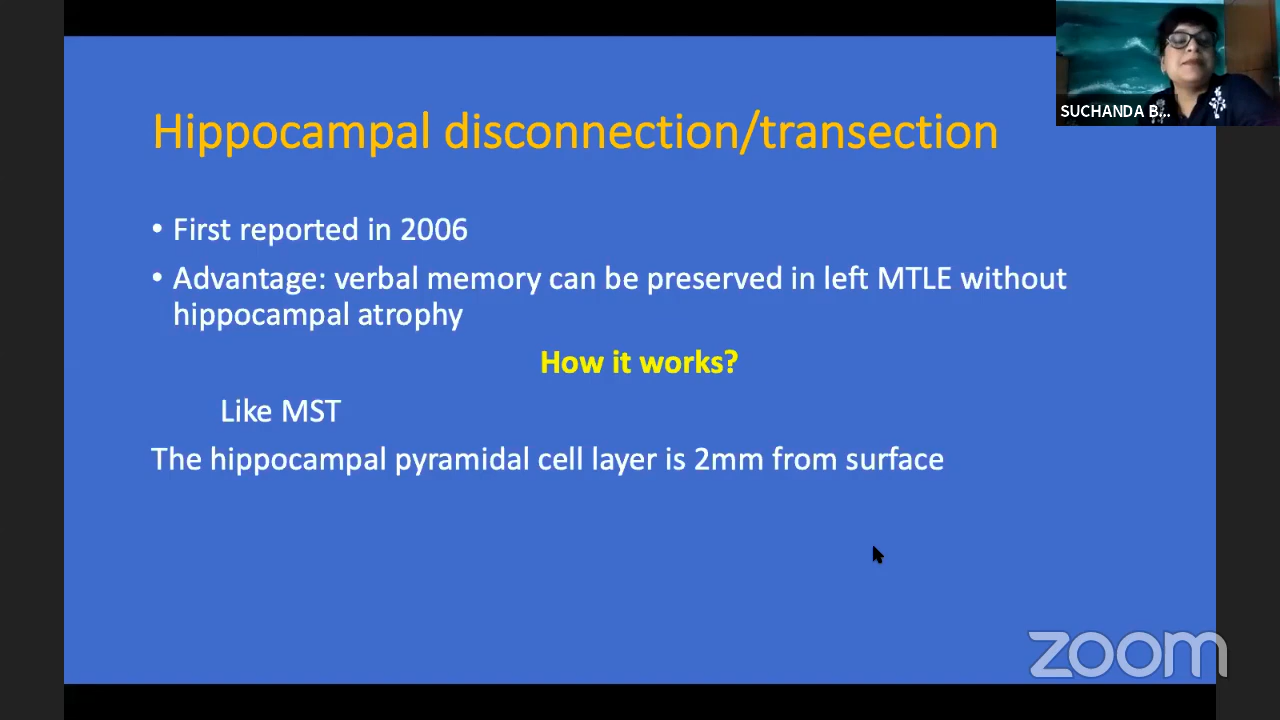 SUCHANDA B...
Hippocampal disconnection/transection
• First reported in 2006
• Advantage: verbal memory can be preserved in left MTLE without
hippocampal atrophy
How it works?
Like MST
The hippocampal pyramidal cell layer is 2mm from surface
zoom